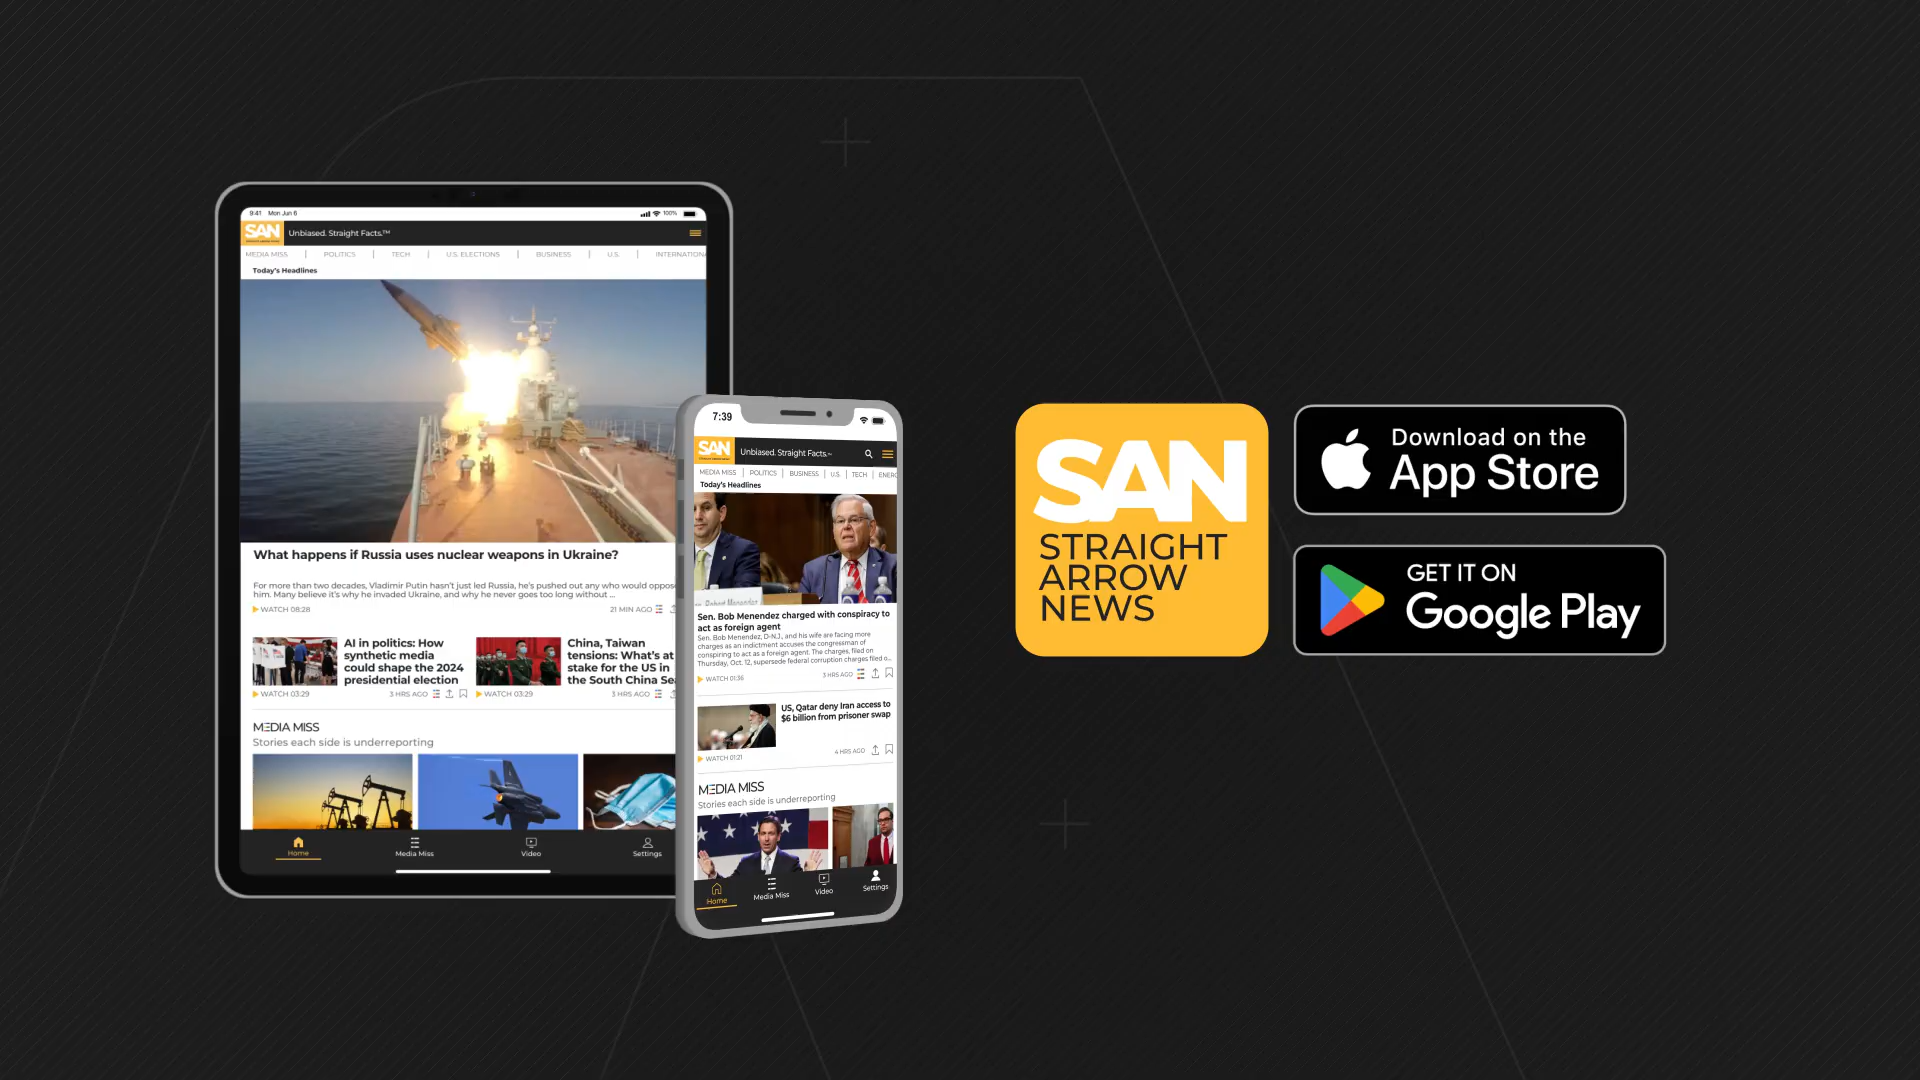 9:41 Mon Jun 6
100%
SAN
Unbiased. Straight Facts.™
MEDIA MISS | POLITICS | TECH | U.S. ELECTIONS | BUSINESS | U.S. | INTERNATIONA
Today's Headlines
What happens if Russia uses nuclear weapons in Ukraine?
For more than two decades, Vladimir Putin hasn't just led Russia, he's pushed out any who would oppose
him. Many believe it's why he invaded Ukraine, and why he never goes too long without ...
WATCH 08:28
21 MIN AGO
AI in politics: How
synthetic media
could shape the 2024
presidential election
WATCH 03:29
3 HRS AGO
China, Taiwan
tensions: What's at
stake for the US in
the South China Sea
WATCH 03:29
3 HRS AGO
MEDIA MISS
Stories each side is underreporting
Home
Media Miss
Video
Settings
7:39
SAN
Unbiased. Straight Facts.™
MEDIA MISS | POLITICS | BUSINESS | U.S | TECH | ENERG
Today's Headlines
Sen. Bob Menendez charged with conspiracy to
act as foreign agent
Sen. Bob Menendez, D-N.J., and his wife are facing more
charges as an indictment accuses the congressman of
conspiring to act as a foreign agent. The charges, filed on
Thursday, Oct. 12, supersede federal corruption charges filed o...
WATCH 01:36
3 HRS AGO
US, Qatar deny Iran access to
$6 billion from prisoner swap
4 HRS AGO
WATCH 01:21
MEDIA MISS
Stories each side is underreporting
Home
Media Miss
Video
Settings
SAN
STRAIGHT
ARROW
NEWS
Download on the
App Store
GET IT ON
Google Play